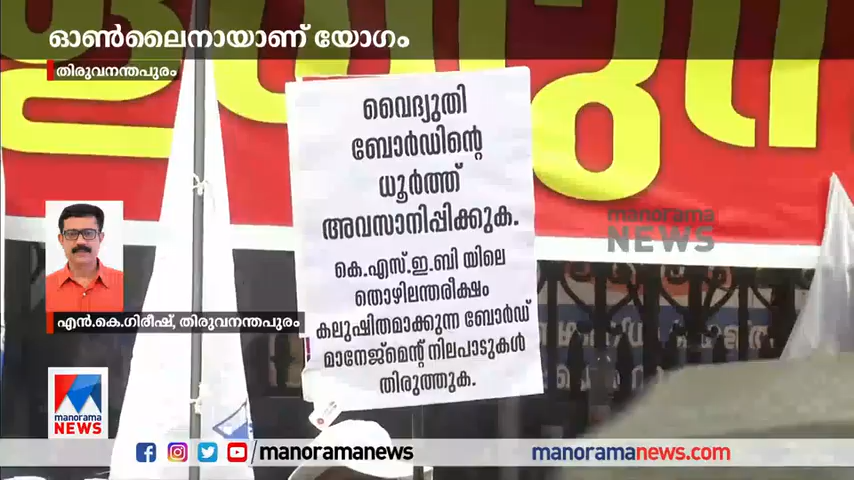 ഓൺലൈനായാണ് യോഗം
തിരുവനന്തപുരം
വൈദ്യുതി
ബോർഡിന്റെ
ധൂർത്ത്
അവസാനിപ്പിക്കുക.
കെ.എസ്.ഇ.ബി യിലെ
തൊഴിലന്തരീക്ഷം
കലുഷിതമാക്കുന്ന ബോർഡ്
മാനേജ്മെന്റ് നിലപാടുകൾ
തിരുത്തുക.
manorama
NEWS
എൻ.കെ.ഗിരീഷ്, തിരുവനന്തപുരം
manorama
NEWS
manoramanews
manoramanews.com